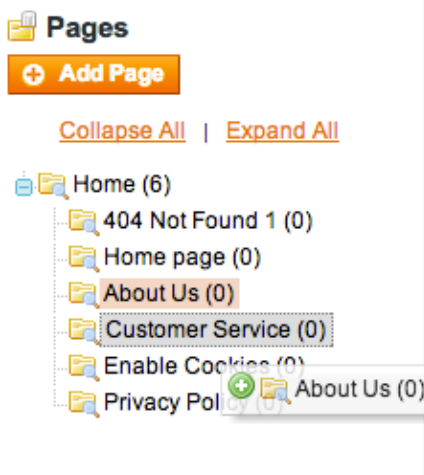 Pages
Add Page
Collapse All | Expand All
Home (6)
404 Not Found 1 (0)
Home page (0)
About Us (0)
Customer Service (0)
Enable Cookies (0)
About Us (0)
Privacy Policy (0)